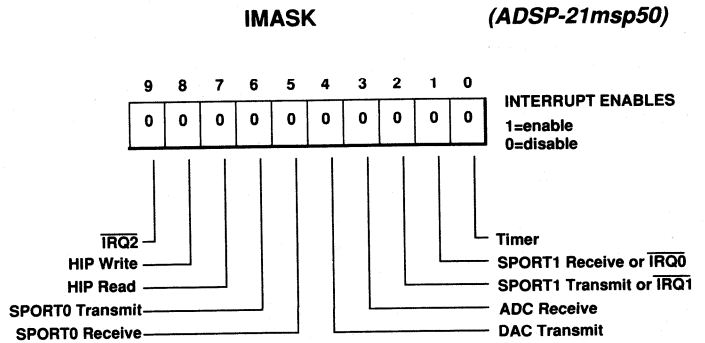 IMASK (ADSP-21msp50)
9 8 7 6 5 4 3 2 1 0
0 0 0 0 0 0 0 0 0 0
INTERRUPT ENABLES
1=enable
0=disable
IRQ2
HIP Write
HIP Read
SPORT0 Transmit
SPORT0 Receive
Timer
SPORT1 Receive or IRQ0
SPORT1 Transmit or IRQ1
ADC Receive
DAC Transmit